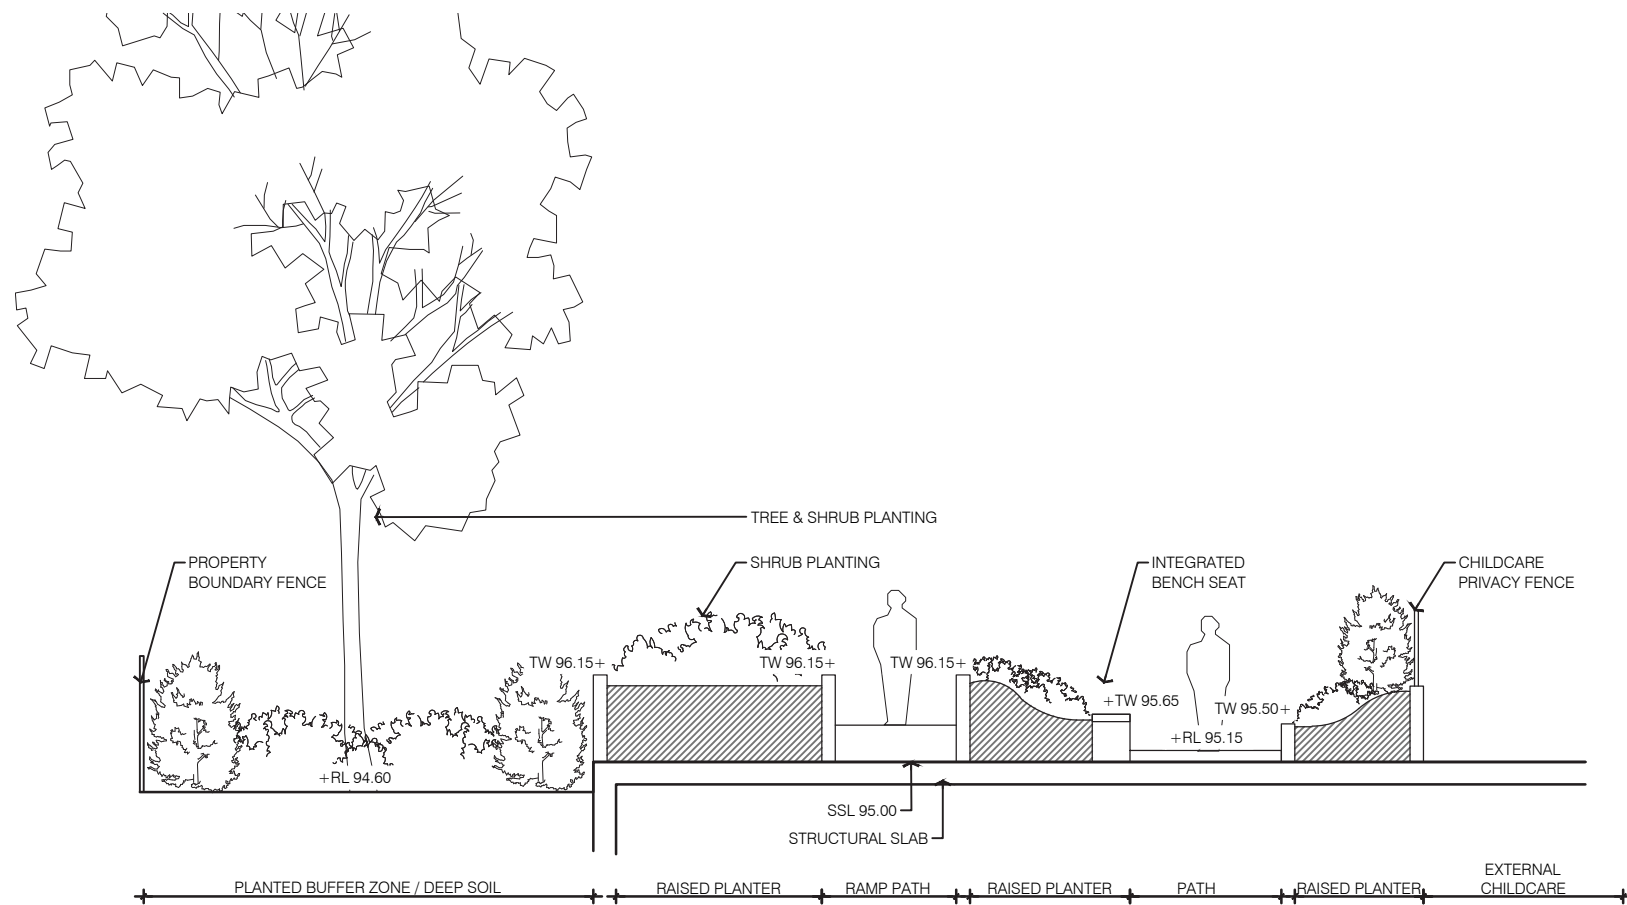 TREE & SHRUB PLANTING
PROPERTY
BOUNDARY FENCE
SHRUB PLANTING
INTEGRATED
BENCH SEAT
CHILDCARE
PRIVACY FENCE
TW 96.15+
TW 96.15+
TW 96.15+
+TW 95.65
TW 95.50+
+RL 95.15
+RL 94.60
SSL 95.00
STRUCTURAL SLAB
PLANTED BUFFER ZONE / DEEP SOIL
RAISED PLANTER
RAMP PATH
RAISED PLANTER
PATH
RAISED PLANTER
EXTERNAL
CHILDCARE